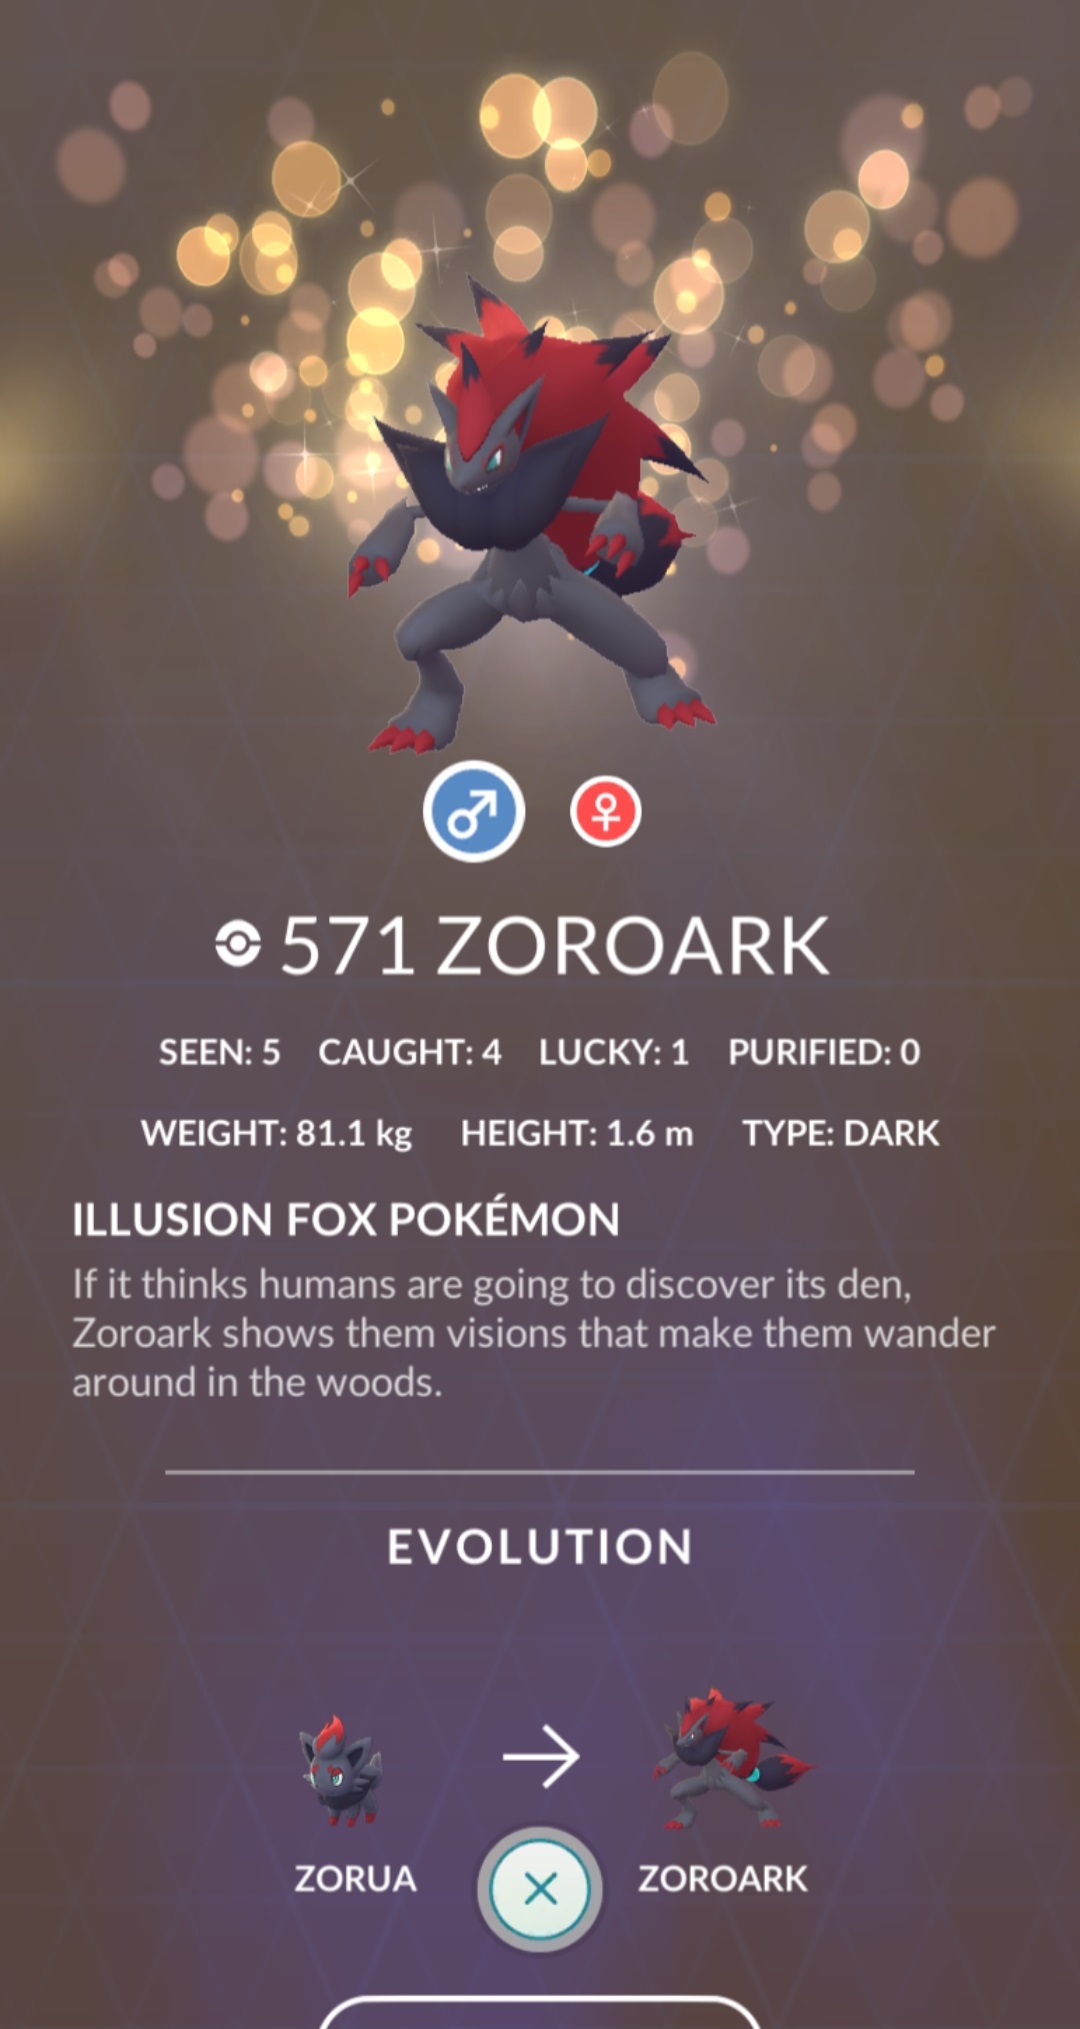 571 ZOROARK
SEEN: 5 CAUGHT: 4 LUCKY: 1 PURIFIED: 0
WEIGHT: 81.1 kg HEIGHT: 1.6 m TYPE: DARK
ILLUSION FOX POKÉMON
If it thinks humans are going to discover its den,
Zoroark shows them visions that make them wander
around in the woods.
EVOLUTION
ZORUA ZOROARK